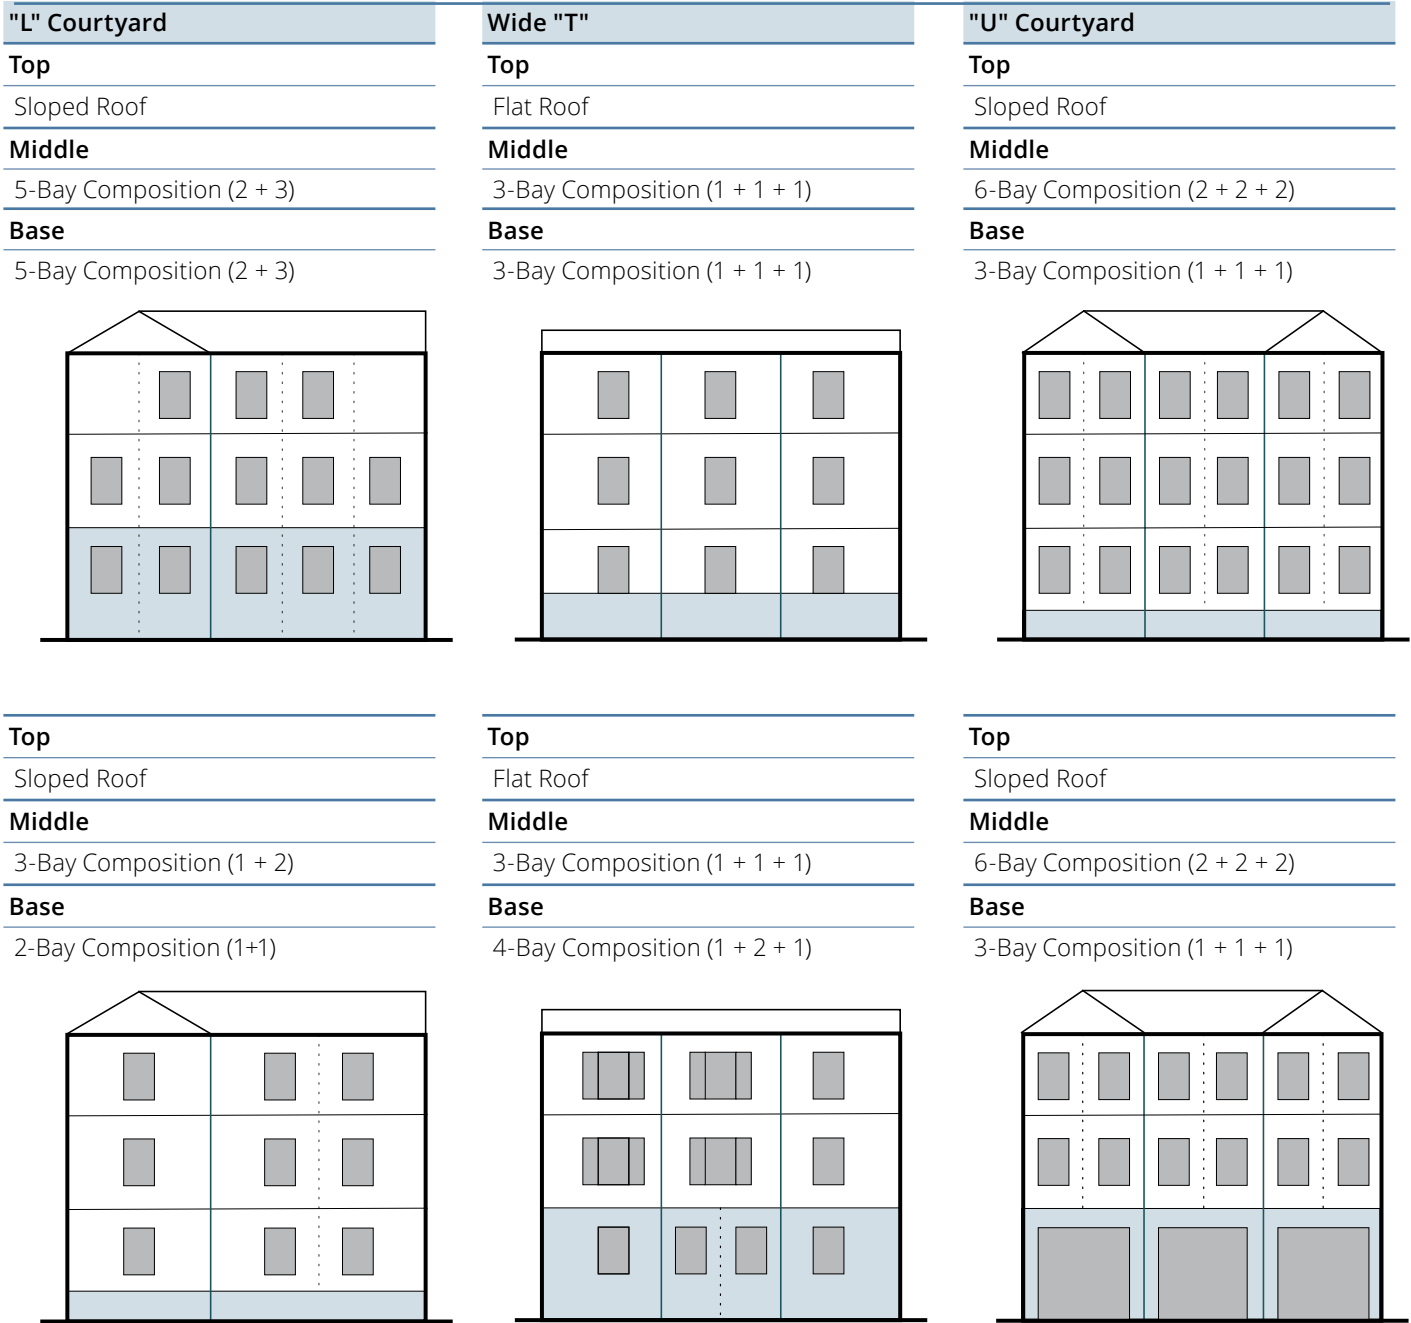 "L" Courtyard
Top
Sloped Roof
Middle
5-Bay Composition (2 + 3)
Base
5-Bay Composition (2 + 3)
Wide "T"
Top
Flat Roof
Middle
3-Bay Composition (1 + 1 + 1)
Base
3-Bay Composition (1 + 1 + 1)
"U" Courtyard
Top
Sloped Roof
Middle
6-Bay Composition (2 + 2 + 2)
Base
3-Bay Composition (1 + 1 + 1)
Top
Sloped Roof
Middle
3-Bay Composition (1 + 2)
Base
2-Bay Composition (1+1)
Top
Flat Roof
Middle
3-Bay Composition (1 + 1 + 1)
Base
4-Bay Composition (1 + 2 + 1)
Top
Sloped Roof
Middle
6-Bay Composition (2 + 2 + 2)
Base
3-Bay Composition (1 + 1 + 1)